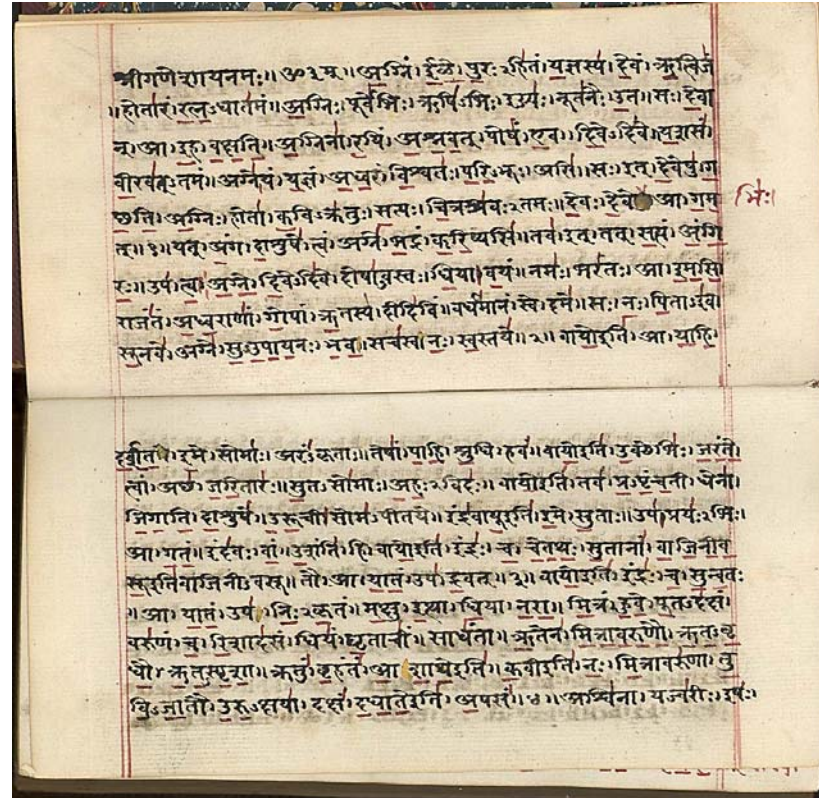 श्रीगणेशायनमः॥ॐ३म्॥अग्निं।ईळे।पुरःऽहितं।यज्ञस्य।देवं।ऋत्विजं
॥होतारं।रत्नऽधातमं॥अग्निः।पूर्वेभिः।ऋषिऽभिः।ईड्यः।नूतनैः।उत॥सः।देवा
न्।आ।इह।वक्षति॥अग्निना।रयिं।अश्नवत्।पोषं।एव।दिवेऽदिवे॥यशसं
वीरवत्ऽतमं॥अग्ने।यं।यज्ञं।अध्वरं।विश्वतः।परिऽभूः।असि॥सः।इत्।देवेषु।ग
च्छति॥अग्निः।होता।कविऽक्रतुः।सत्यः।चित्रश्रवःऽतमः॥देवः।देवे।आ।गम
भिः।
त्॥१॥यत्।अंग।दाशुषे।त्वं।अग्ने।भद्रं।करिष्यसि॥तव।इत्।तत्।सत्यं।अंगि
रः॥उप।त्वा।अग्ने।दिवेऽदिवे।दोषाऽवस्तः।धिया।वयं॥नमः।भरंतः।आ।इमसि
राजंतं।अध्वराणां।गोपां।ऋतस्य।दीदिविं॥वर्धमानं।स्वे।दमे॥सः।नः।पिताऽइव।
सूनवे।अग्ने।सुऽउपायनः।भव॥सचस्व।नः।स्वस्तये॥२॥वायोइति।आ।याहि।
दर्शत।इमे।सोमाः।अरंऽकृताः॥तेषां।पाहि।श्रुधि।हवं॥वायोइति।उक्थेभिः।जरंते।
त्वां।अच्छ।जरितारः॥सुतऽसोमाः।अहःऽविदः॥वायोइति।तव।प्रऽपृंचती।धेना।
जिगाति।दाशुषे॥उरूची।सोमऽपीतये॥इंद्रवायूइति।इमे।सुताः॥उप।प्रयःऽभिः।
आ।गतं॥इंदवः।वां।उशंति।हि॥वायोइति।इंद्रः।च।चेतथः।सुतानां।वाजिनीव
सूइतिवाजिनीऽवसू॥तौ।आ।यातं।उप।द्रवत्॥३॥वायोइति।इंद्रः।च।सुन्वतः
॥आ।यातं।उप।निःऽकृतं॥मक्षु।इत्था।धिया।नरा॥मित्रं।हुवे।पूतऽदक्षं।
वरुणं।च।रिशादसं॥धियं।घृताचीं।साधंता॥ऋतेन।मित्रावरुणौ।ऋतऽवृ
धौ।ऋतऽस्पृशा॥क्रतुं।बृहंतं।आ।शाथेइति॥कवीइति।नः।मित्रावरुणा।तु
विऽजातौ।उरुऽक्षया।दक्षं।दधातेइति।अपसं॥४॥अश्विना।यज्वरीः।इषः।